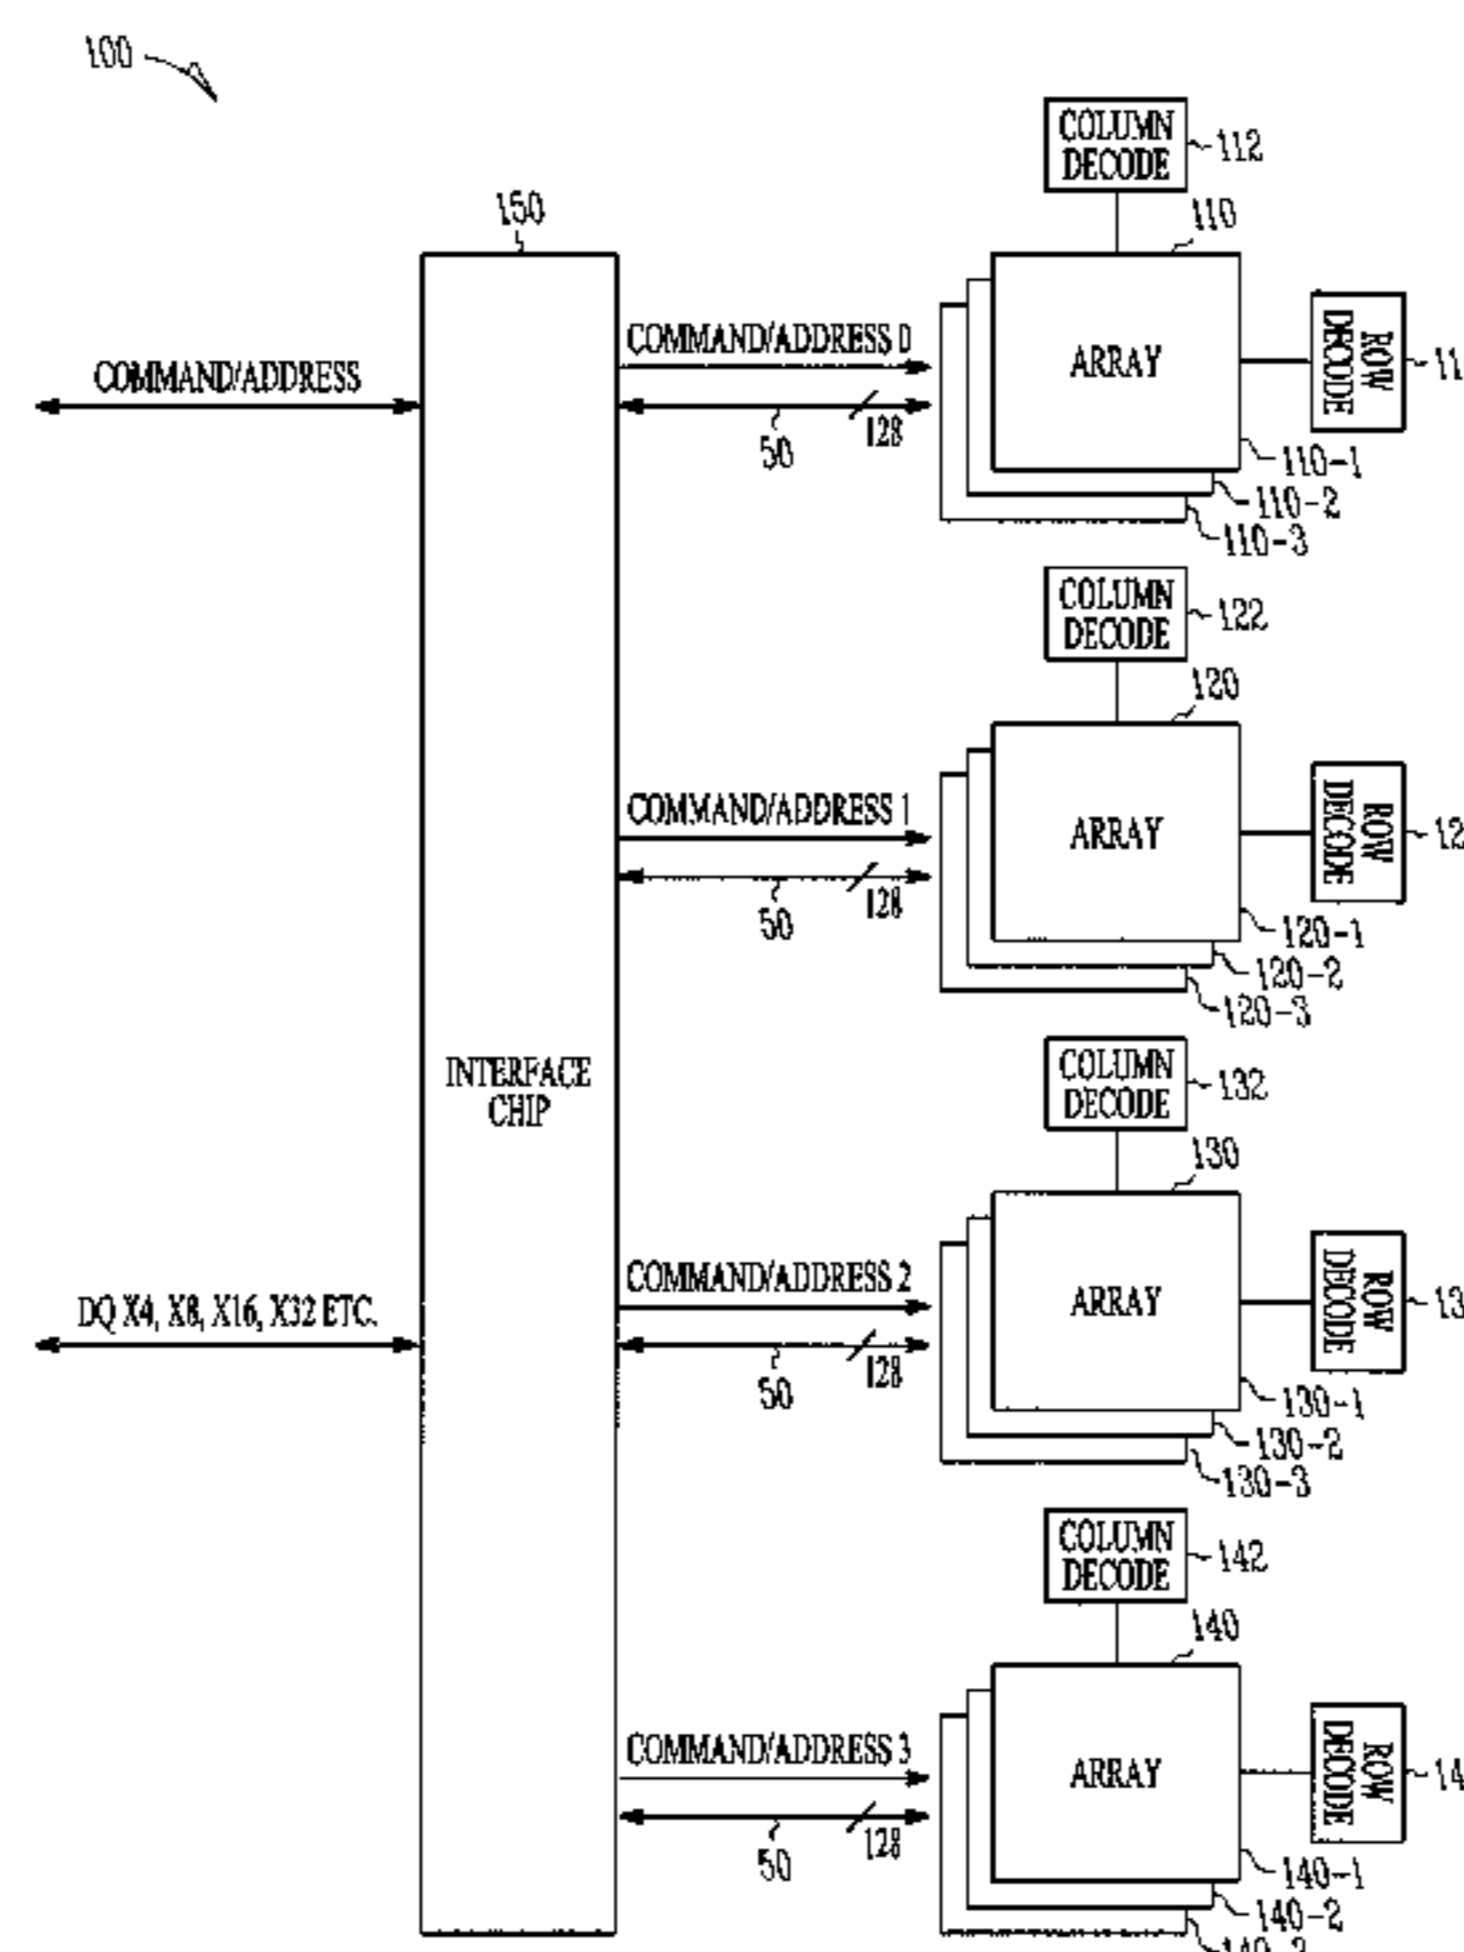 100
COLUMN
DECODE
112
150
110
COMMAND/ADDRESS
COMMAND/ADDRESS 0
50
128
ARRAY
ROW
DECODE
11
110-1
110-2
110-3
COLUMN
DECODE
122
120
COMMAND/ADDRESS 1
50
128
ARRAY
ROW
DECODE
12
120-1
120-2
120-3
INTERFACE
CHIP
COLUMN
DECODE
132
130
DQ X4, X8, X16, X32 ETC.
COMMAND/ADDRESS 2
50
128
ARRAY
ROW
DECODE
13
130-1
130-2
130-3
COLUMN
DECODE
142
140
COMMAND/ADDRESS 3
50
128
ARRAY
ROW
DECODE
14
140-1
140-2